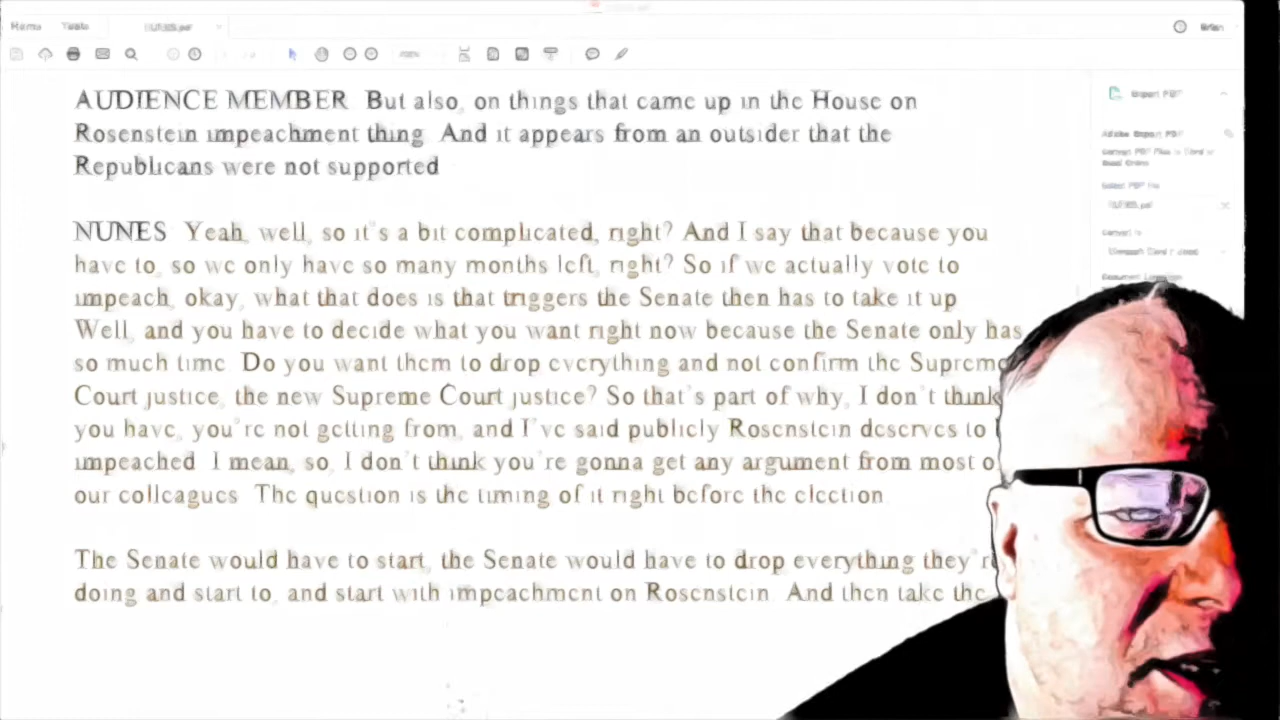 Home Tools
Brian
AUDIENCE MEMBER But also, on things that came up in the House on
Rosenstein impeachment thing And it appears from an outsider that the
Republicans were not supported
NUNES Yeah, well, so it's a bit complicated, right? And I say that because you
have to, so we only have so many months left, right? So if we actually vote to
impeach, okay, what that does is that triggers the Senate then has to take it up
Well, and you have to decide what you want right now because the Senate only has
so much time Do you want them to drop everything and not confirm the Supreme
Court justice, the new Supreme Court justice? So that's part of why, I don't think
you have, you're not getting from, and I've said publicly Rosenstein deserves to
impeached I mean, so, I don't think you're gonna get any argument from most
our colleagues The question is the timing of it right before the election
The Senate would have to start, the Senate would have to drop everything
doing and start to, and start with impeachment on Rosenstein And then take the
Export PDF
Adobe Export PDF